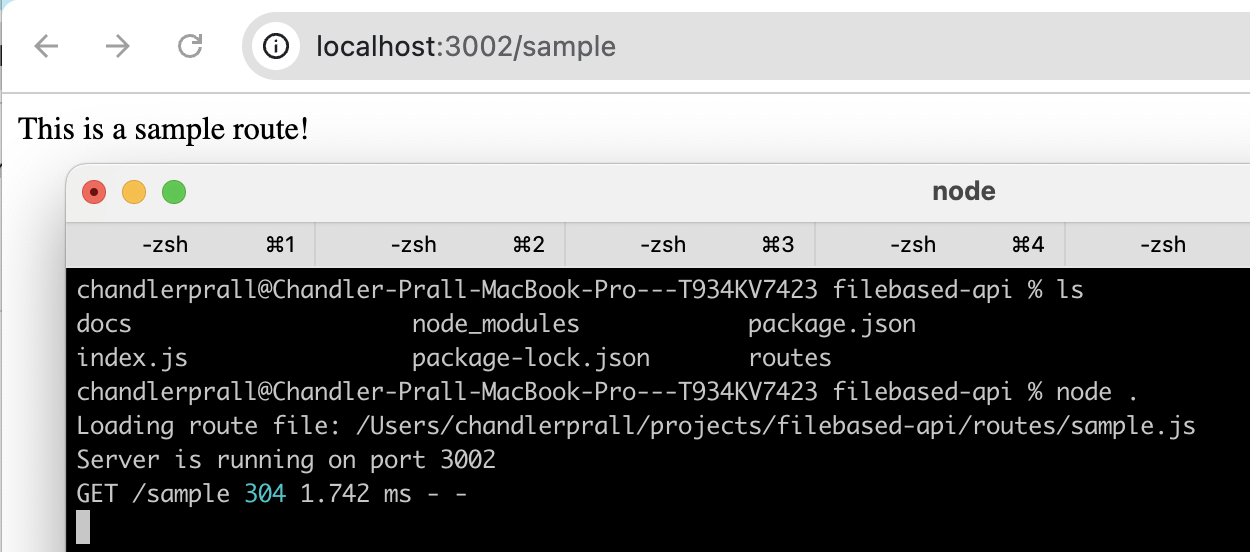 localhost:3002/sample
This is a sample route!
node
-zsh ⌘1 -zsh ⌘2 -zsh ⌘3 -zsh ⌘4 -zsh
chandlerprall@Chandler-Prall-MacBook-Pro---T934KV7423 filebased-api % ls
docs node_modules package.json
index.js package-lock.json routes
chandlerprall@Chandler-Prall-MacBook-Pro---T934KV7423 filebased-api % node .
Loading route file: /Users/chandlerprall/projects/filebased-api/routes/sample.js
Server is running on port 3002
GET /sample 304 1.742 ms - -